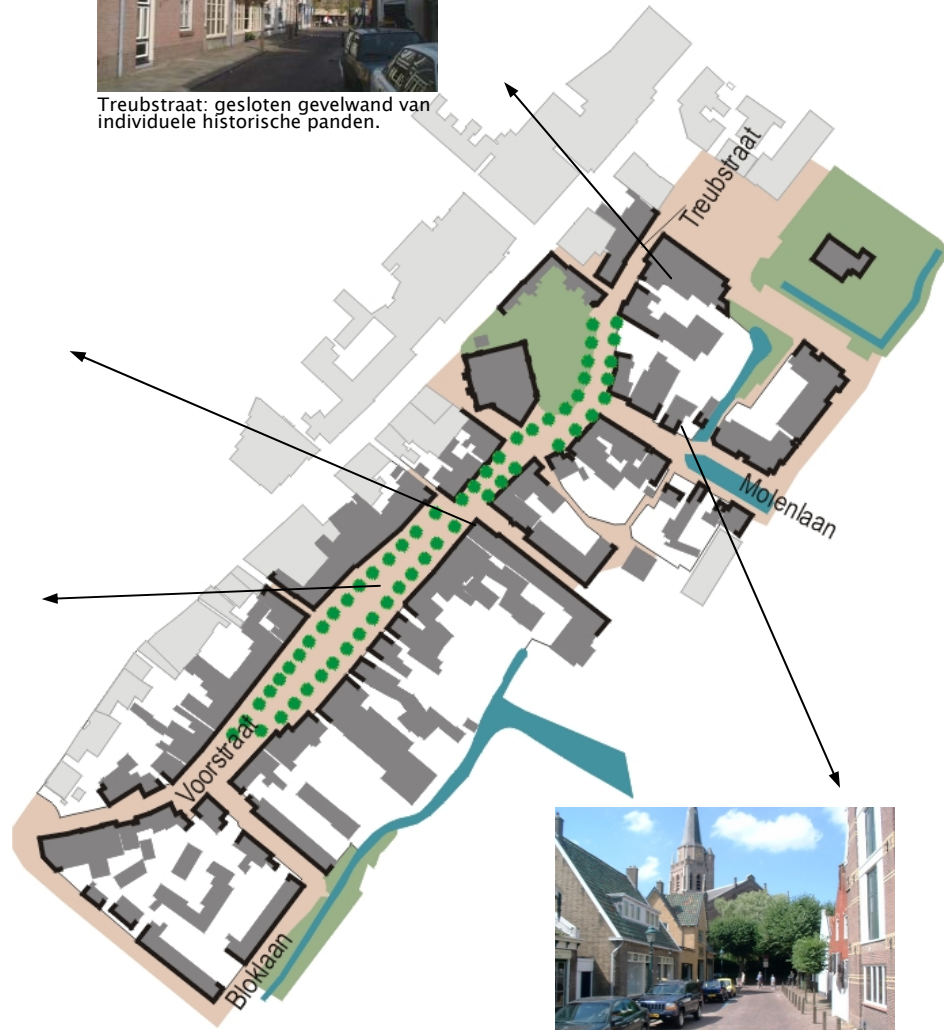 Treubstraat: gesloten gevelwand van
individuele historische panden.
Treubstraat
Molenlaan
Voorstraat
Bloklaan